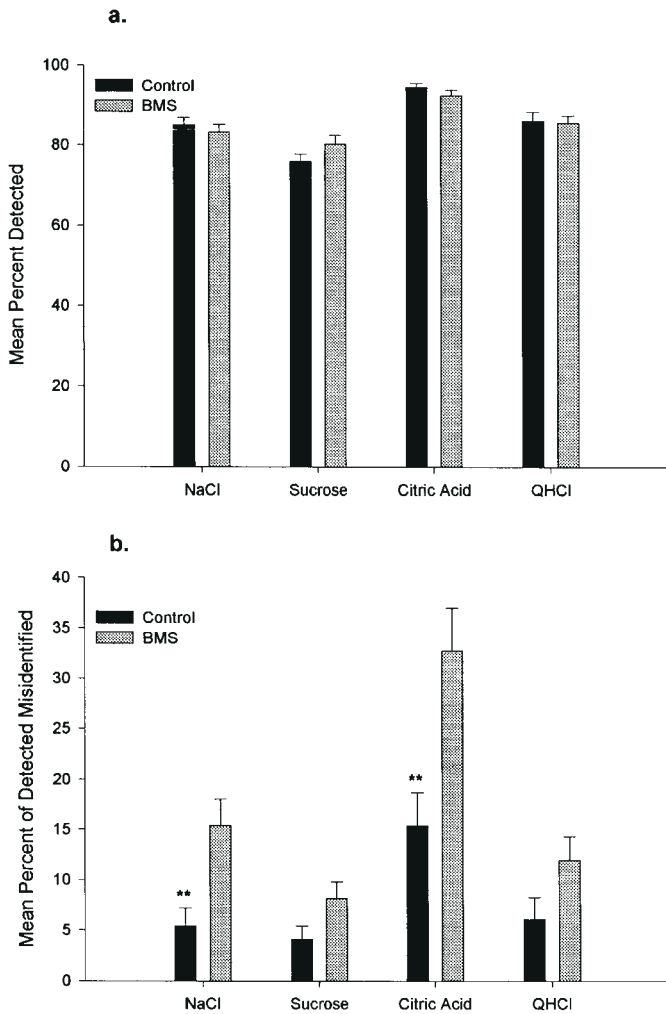 a.
Mean Percent Detected
100
80
60
40
20
0
Control
BMS
NaCl
Sucrose
Citric Acid
QHCl
b.
Mean Percent of Detected Misidentified
40
35
30
25
20
15
10
5
0
Control
BMS
**
**
NaCl
Sucrose
Citric Acid
QHCl